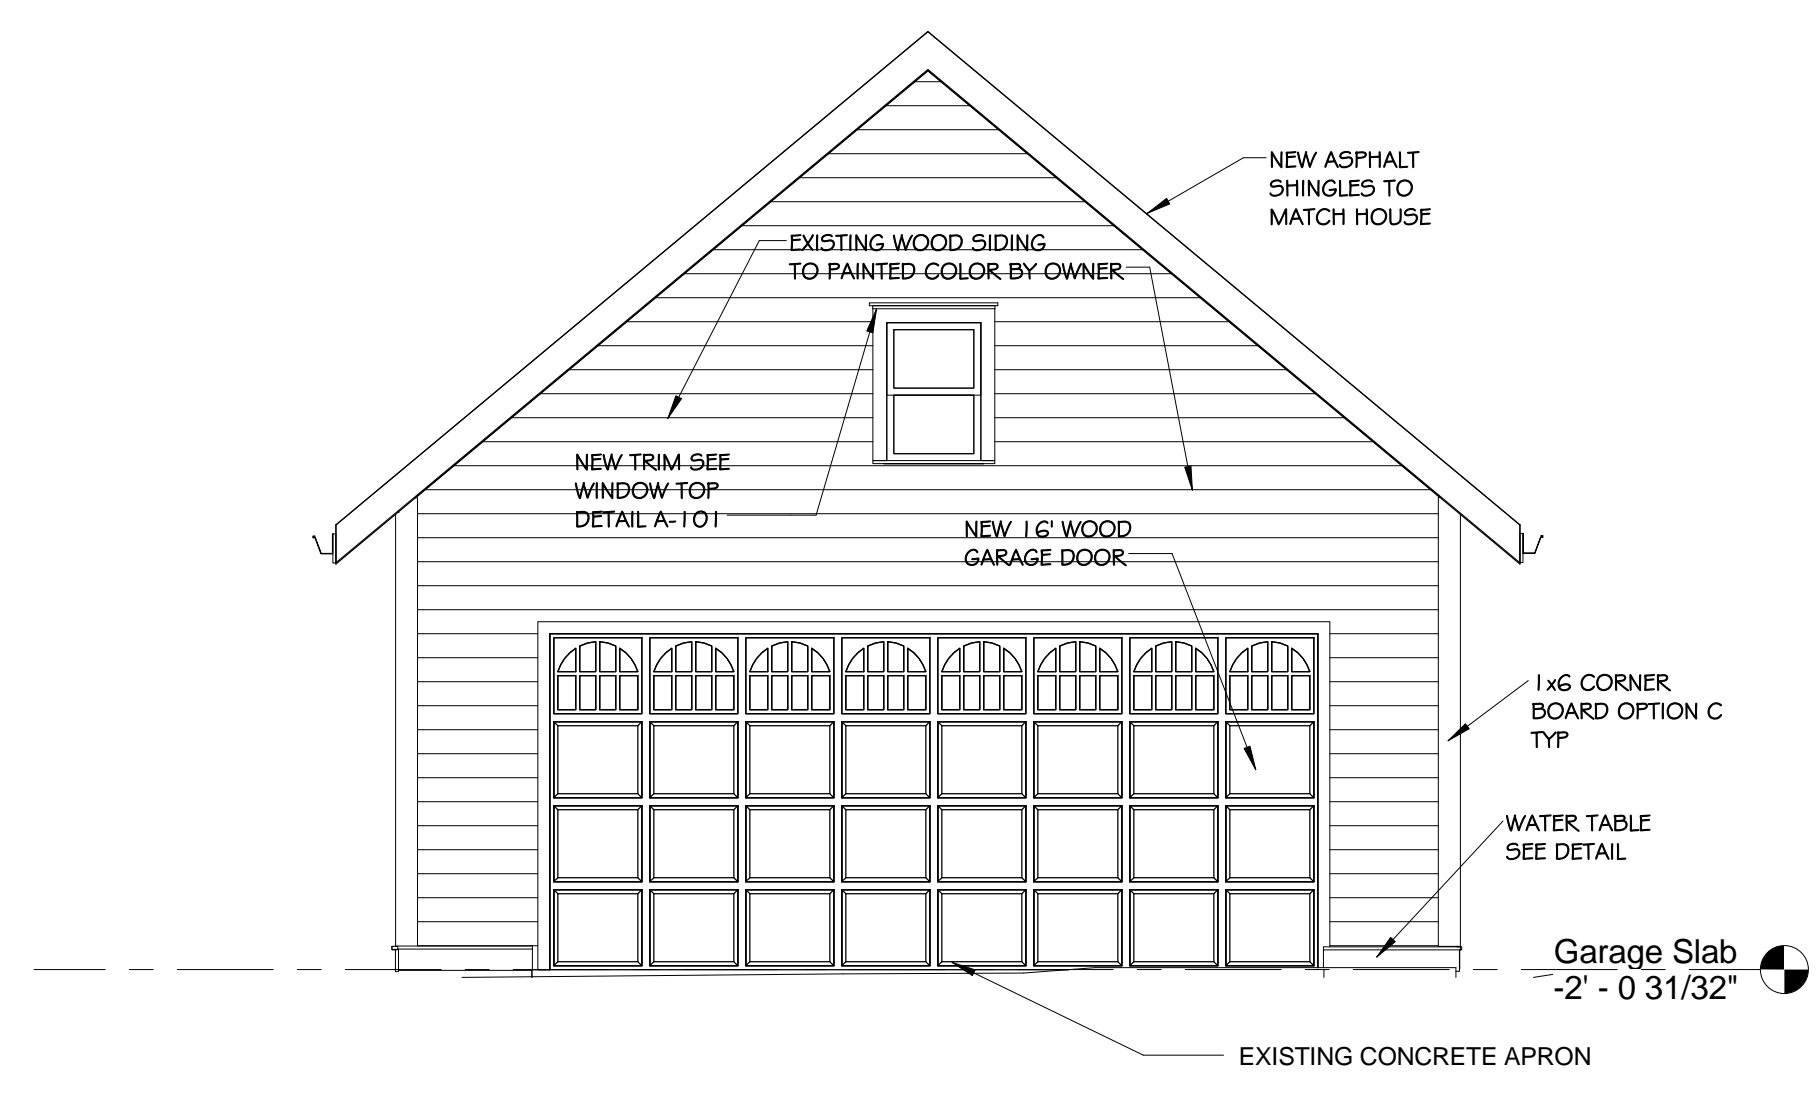 NEW ASPHALT
SHINGLES TO
MATCH HOUSE
EXISTING WOOD SIDING
TO PAINTED COLOR BY OWNER
NEW TRIM SEE
WINDOW TOP
DETAIL A-101
NEW 16' WOOD
GARAGE DOOR
1x6 CORNER
BOARD OPTION C
TYP
WATER TABLE
SEE DETAIL
Garage Slab
-2' - 0 31/32"
EXISTING CONCRETE APRON